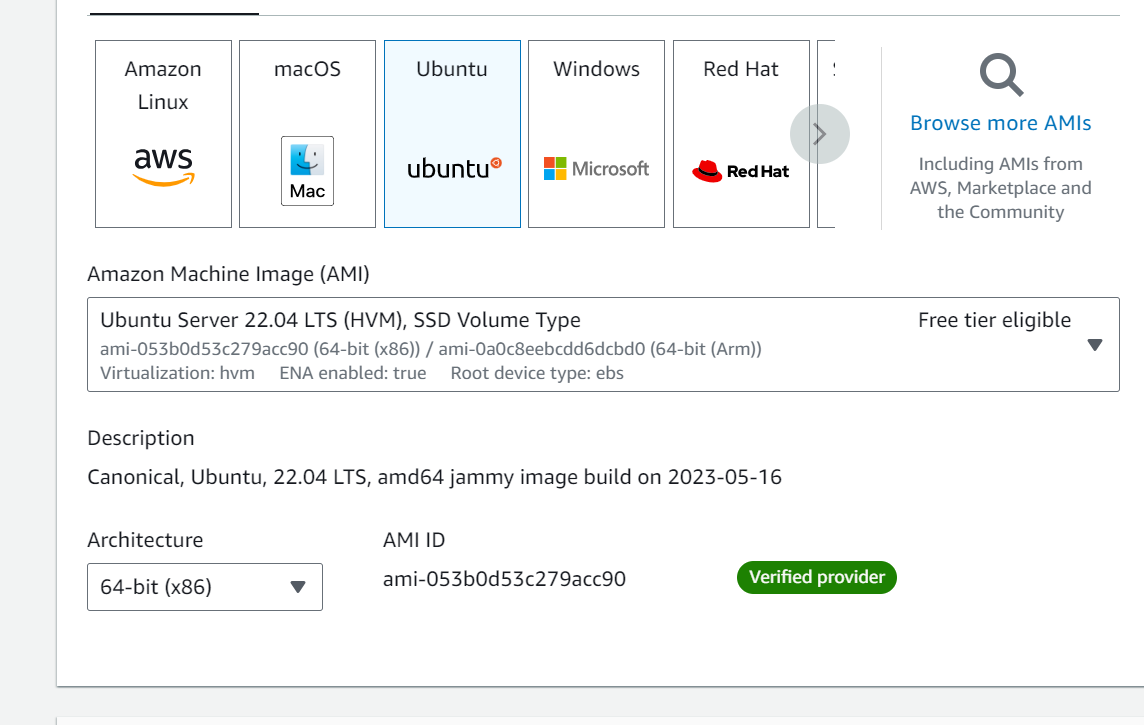 Amazon
Linux
aws
macOS
Mac
Ubuntu
ubuntu
Windows
Microsoft
Red Hat
Red Hat
Browse more AMIs
Including AMIs from
AWS, Marketplace and
the Community
Amazon Machine Image (AMI)
Ubuntu Server 22.04 LTS (HVM), SSD Volume Type
Free tier eligible
ami-053b0d53c279acc90 (64-bit (x86)) / ami-0a0c8eebcdd6dcbd0 (64-bit (Arm))
Virtualization: hvm ENA enabled: true Root device type: ebs
Description
Canonical, Ubuntu, 22.04 LTS, amd64 jammy image build on 2023-05-16
Architecture
64-bit (x86)
AMI ID
ami-053b0d53c279acc90
Verified provider